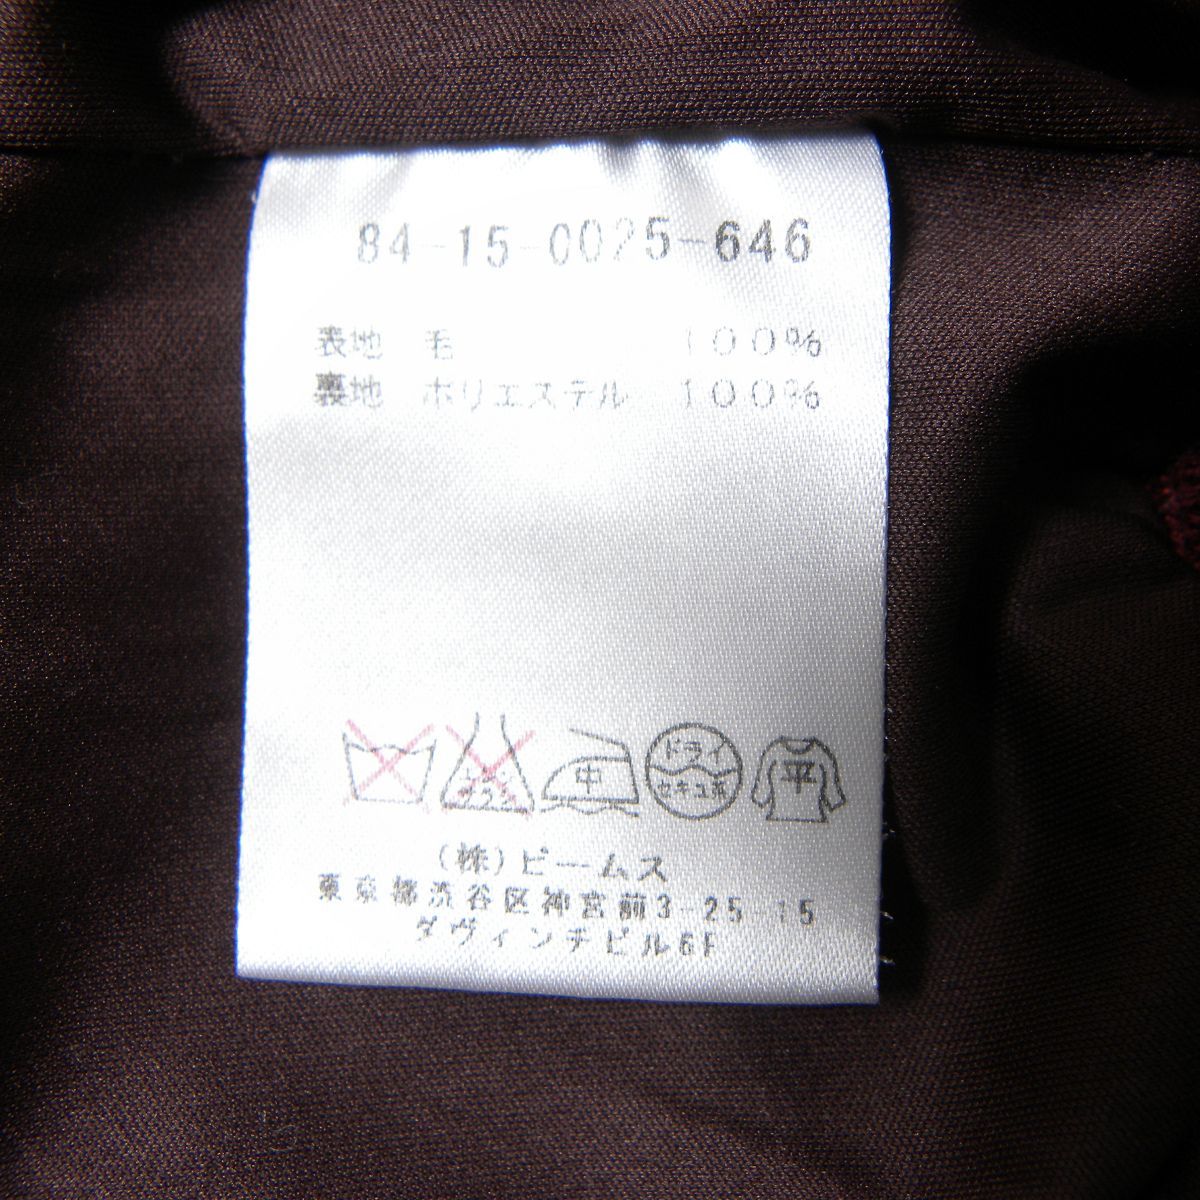 84-15-0025-646
表地 毛 100%
裏地 ポリエステル 100%
中 ドライ 平
セキユ系
(株)ビームス
東京都渋谷区神宮前3-25-15
ダヴィンチビル6F